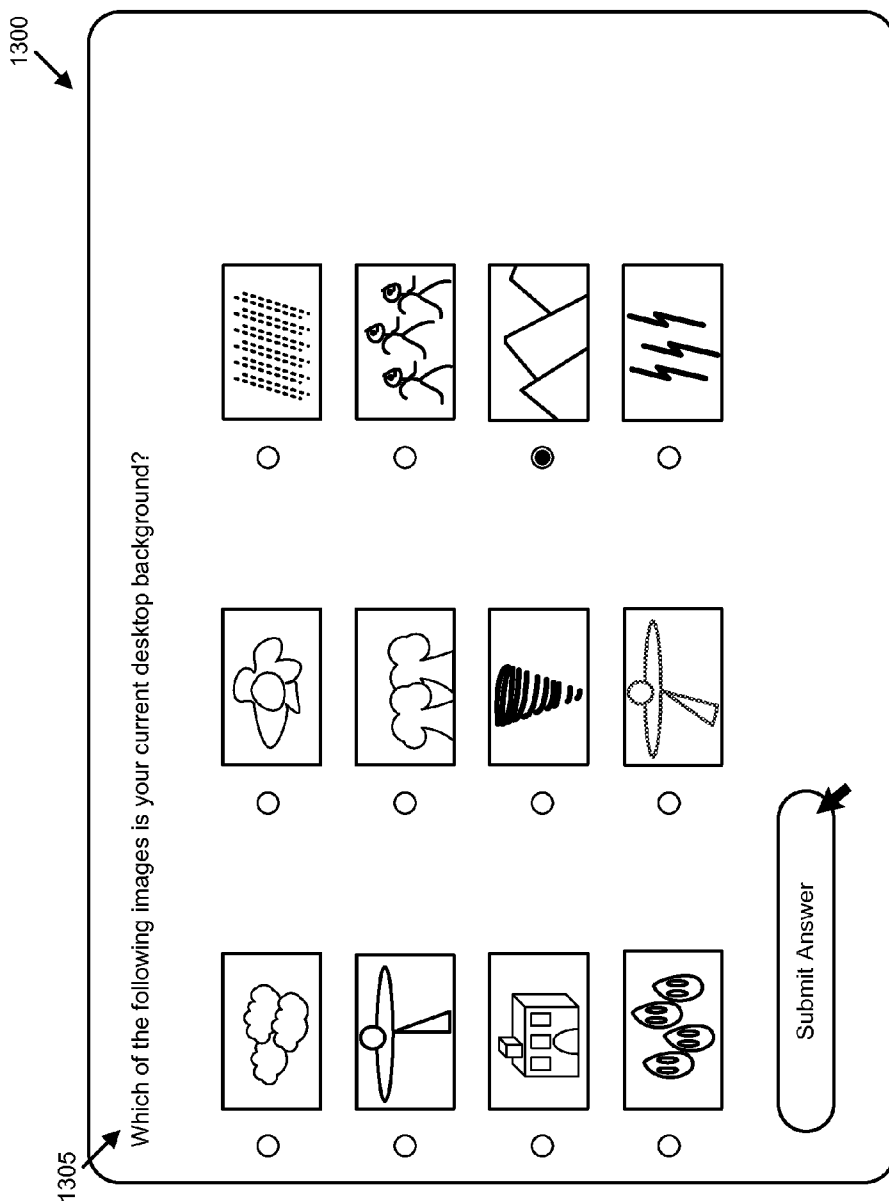 1300
1305
Which of the following images is your current desktop background?
Submit Answer